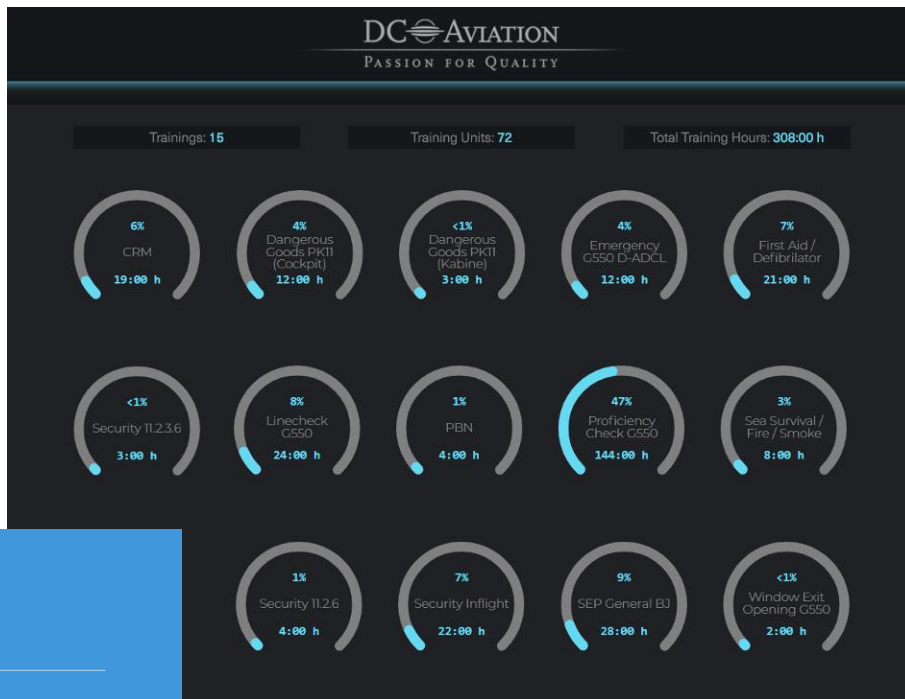 DC AVIATION
PASSION FOR QUALITY
Trainings: 15
Training Units: 72
Total Training Hours: 308:00 h
6%
CRM
19:00 h
4%
Dangerous
Goods PK11
(Cockpit)
12:00 h
<1%
Dangerous
Goods PK11
(Kabine)
3:00 h
4%
Emergency
G550 D-ADCL
12:00 h
7%
First Aid /
Defibrilator
21:00 h
<1%
Security 11.2.3.6
3:00 h
8%
Linecheck
G550
24:00 h
1%
PBN
4:00 h
47%
Proficiency
Check G550
144:00 h
3%
Sea Survival /
Fire / Smoke
8:00 h
1%
Security 11.2.6
4:00 h
7%
Security Inflight
22:00 h
9%
SEP General BJ
28:00 h
<1%
Window Exit
Opening G550
2:00 h